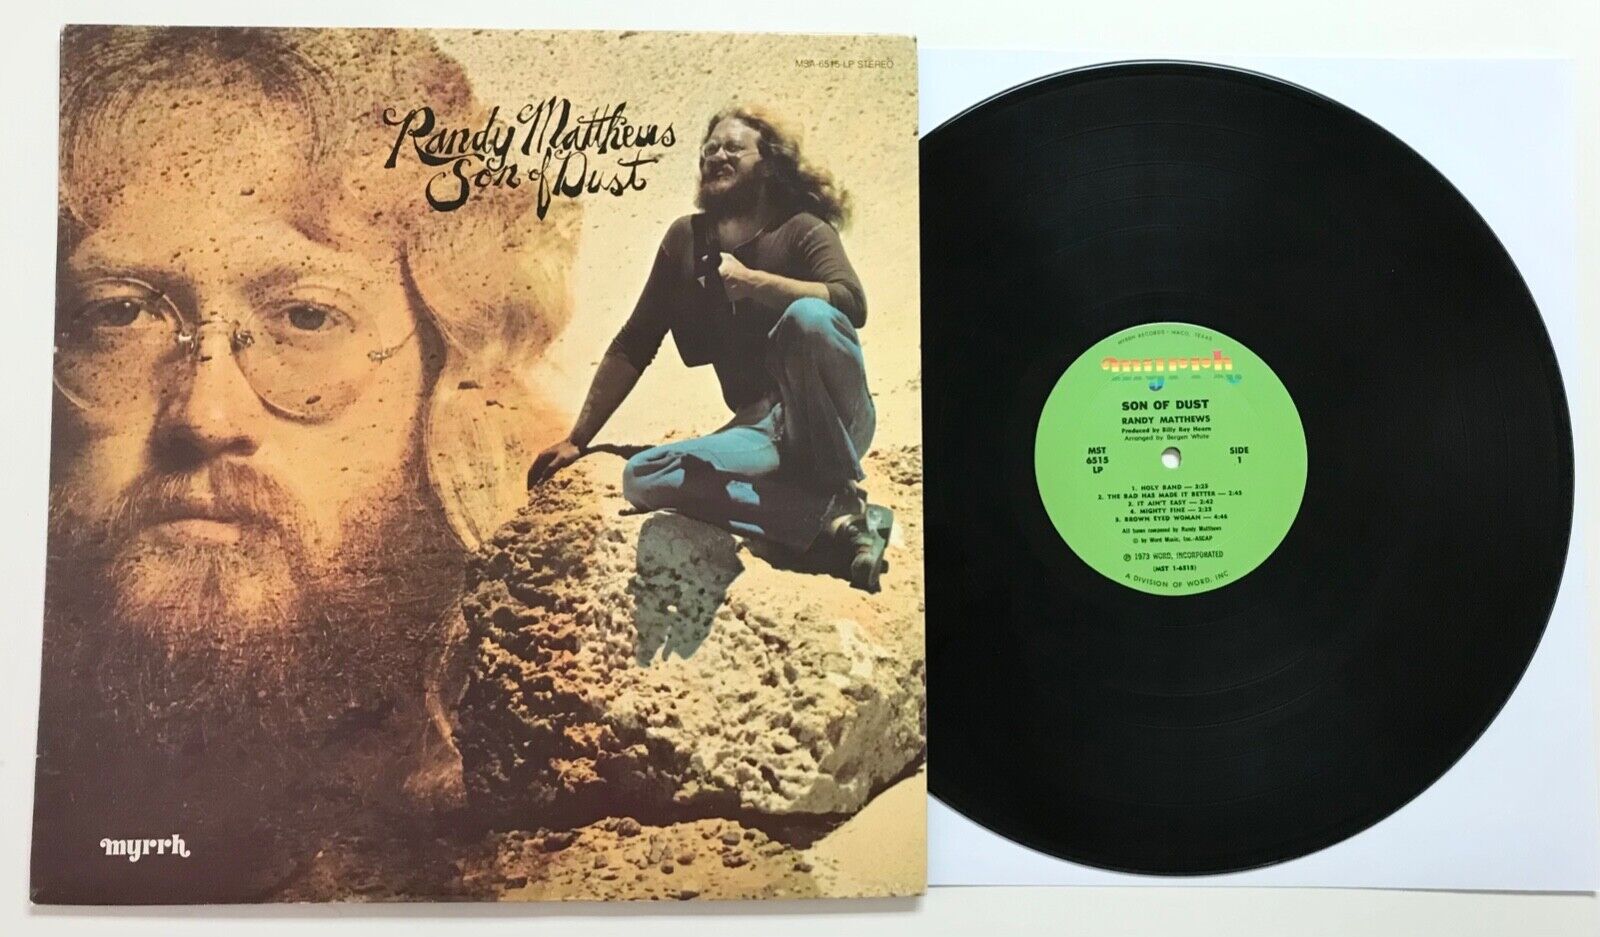 MSA-6515-LP STEREO
Randy Matthews
Son of Dust
myrrh
MYRRH RECORDS - WACO, TEXAS
myrrh
SON OF DUST
RANDY MATTHEWS
Produced by Billy Ray Hearn
Arranged by Bergen White
MST
6515
LP
SIDE
1
1. HOLY BAND — 2:25
2. THE BAD HAS MADE IT BETTER — 2:45
3. IT AIN'T EASY — 2:42
4. MIGHTY FINE — 2:25
5. BROWN EYED WOMAN — 4:46
All tunes composed by Randy Matthews
© by Word Music, Inc.-ASCAP
℗ 1973 WORD, INCORPORATED
(MST 1-6515)
A DIVISION OF WORD, INC.